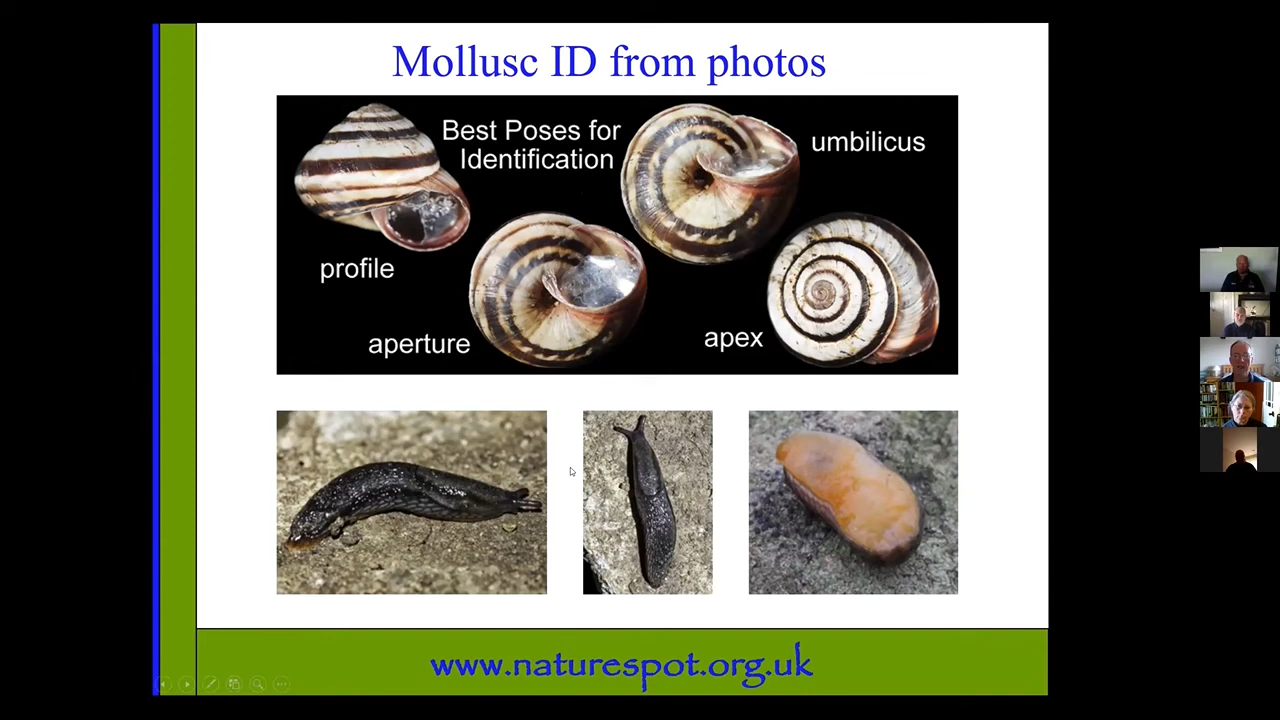 Mollusc ID from photos
Best Poses for
Identification
umbilicus
profile
aperture
apex
www.naturespot.org.uk